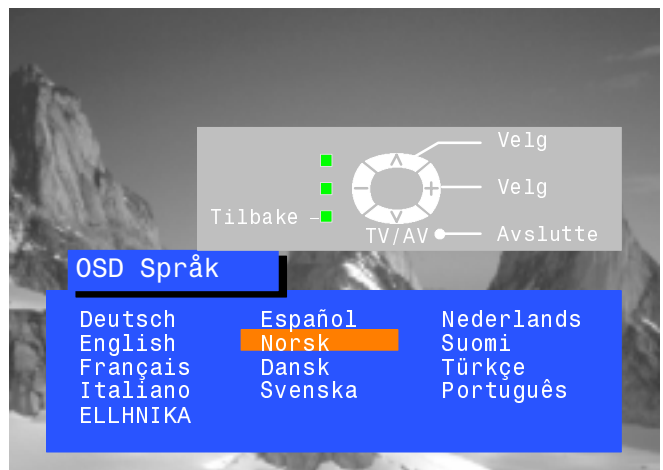 Velg
Velg
Tilbake
TV/AV Avslutte
OSD Språk
Deutsch Español Nederlands
English Norsk Suomi
Français Dansk Türkçe
Italiano Svenska Português
ELLHNIKA